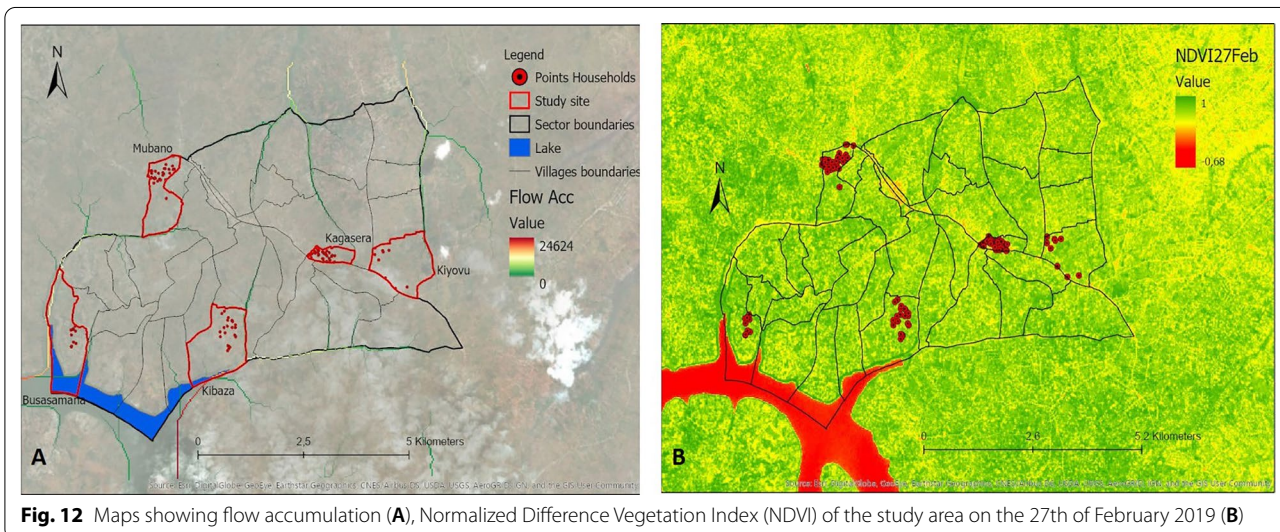 N
Mubano
Kagasera
Kiyovu
Kibaza
Busasamana
0 2,5 5 Kilometers
A
Legend
Points Households
Study site
Sector boundaries
Lake
Villages boundaries
Flow Acc
Value
24624
0
NDVI27Feb
Value
1
-0,68
N
0 2,6 5,2 Kilometers
B
Fig. 12 Maps showing flow accumulation (A), Normalized Difference Vegetation Index (NDVI) of the study area on the 27th of February 2019 (B)